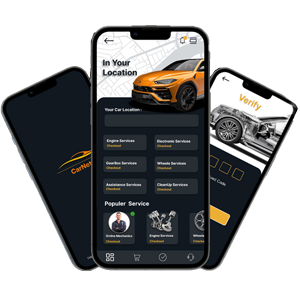 In Your
Location
Your Car Location :
Engine Services
Checkout
Electronic Services
Checkout
GearBox Services
Checkout
Wheels Services
Checkout
Assistance Services
Checkout
CleanUp Services
Checkout
Populer Service
Online Mechanics
Checkout
Engine Services
Checkout
Wheels
CarNet
Verify
Code